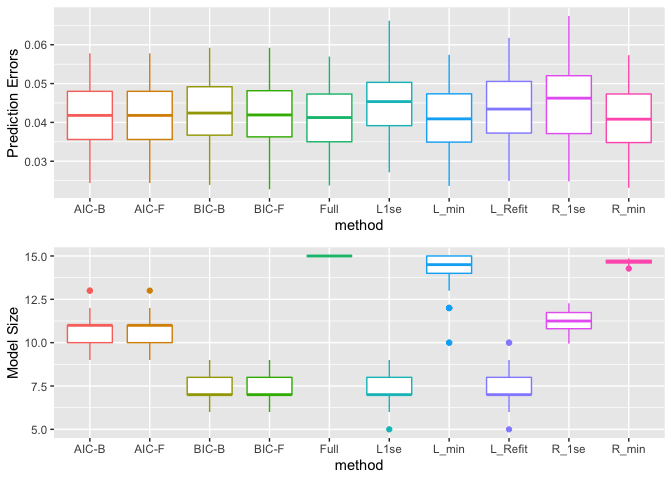 Prediction Errors
0.06
0.05
0.04
0.03
AIC-B AIC-F BIC-B BIC-F Full L1se L_min L_Refit R_1se R_min
method
Model Size
15.0
12.5
10.0
7.5
5.0
AIC-B AIC-F BIC-B BIC-F Full L1se L_min L_Refit R_1se R_min
method